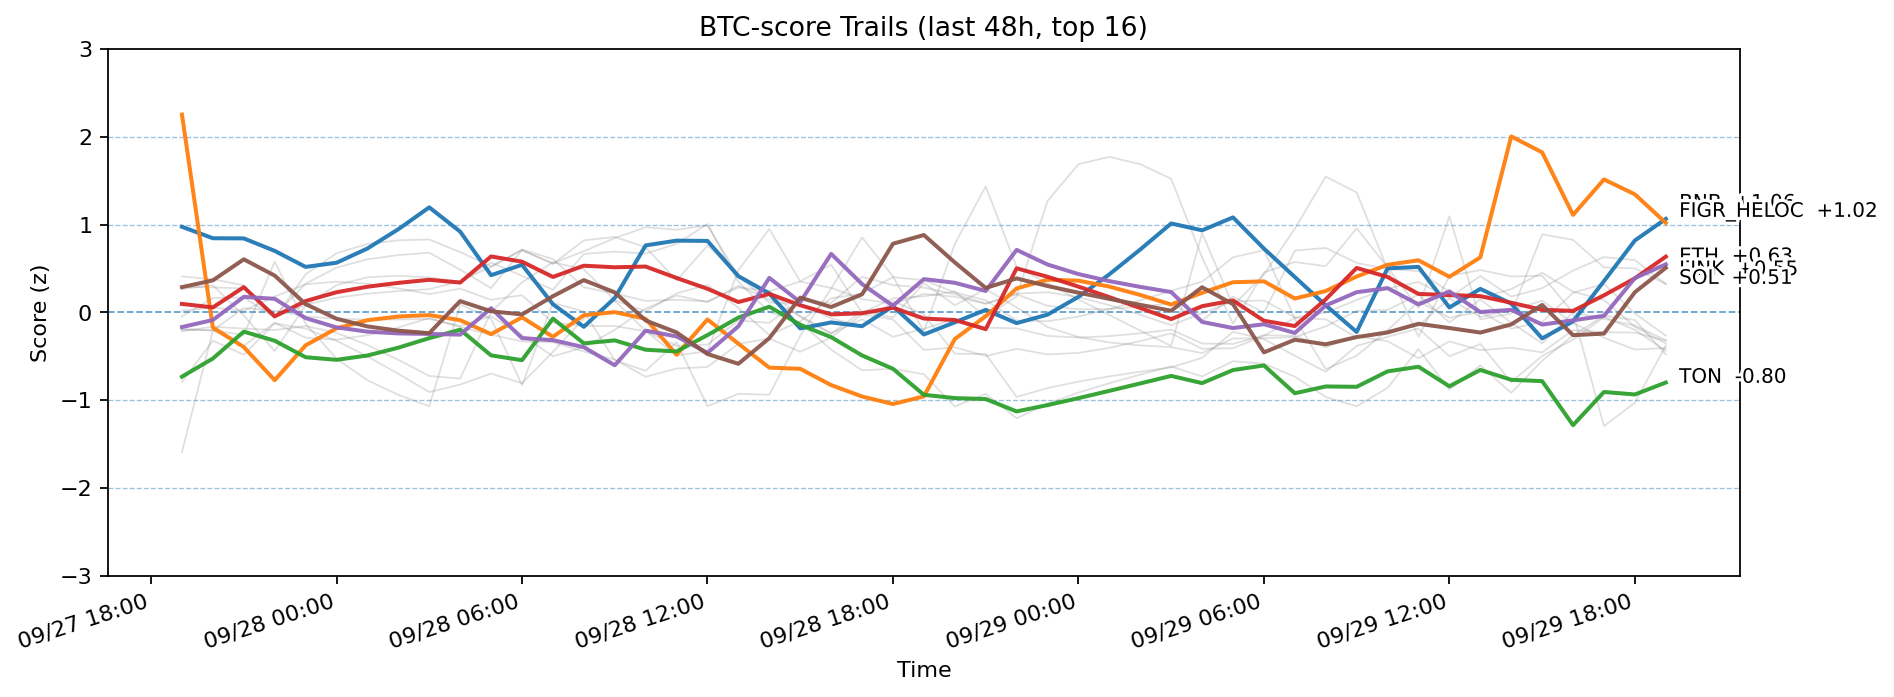 BTC-score Trails (last 48h, top 16)
3
2
1
0
−1
−2
−3
Score (z)
FIGR_HELOC +1.02
ETH +0.63
SOL +0.51
TON -0.80
09/27 18:00
09/28 00:00
09/28 06:00
09/28 12:00
09/28 18:00
09/29 00:00
09/29 06:00
09/29 12:00
09/29 18:00
Time